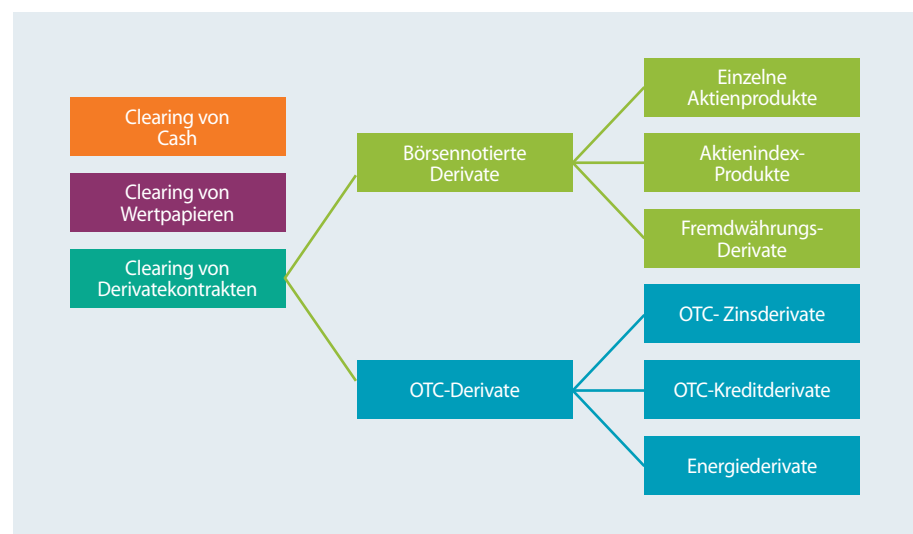 Clearing von
Cash
Clearing von
Wertpapieren
Clearing von
Derivatekontrakten
Börsennotierte
Derivate
OTC-Derivate
Einzelne
Aktienprodukte
Aktienindex-
Produkte
Fremdwährungs-
Derivate
OTC- Zinsderivate
OTC-Kreditderivate
Energiederivate